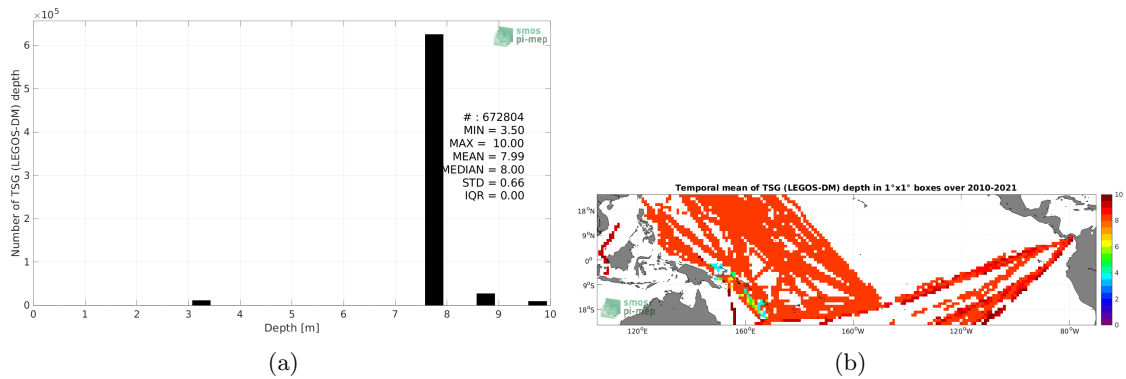 ×10⁵
smos
pi-mep
6
5
4
3
2
1
0
Number of TSG (LEGOS-DM) depth
# : 672804
MIN = 3.50
MAX = 10.00
MEAN = 7.99
MEDIAN = 8.00
STD = 0.66
IQR = 0.00
0 1 2 3 4 5 6 7 8 9 10
Depth [m]
(a)
Temporal mean of TSG (LEGOS-DM) depth in 1°x1° boxes over 2010-2021
18°N
9°N
0°
9°S
18°S
smos
pi-mep
120°E 140°E 160°W 120°W 80°W
10
8
6
4
2
0
(b)